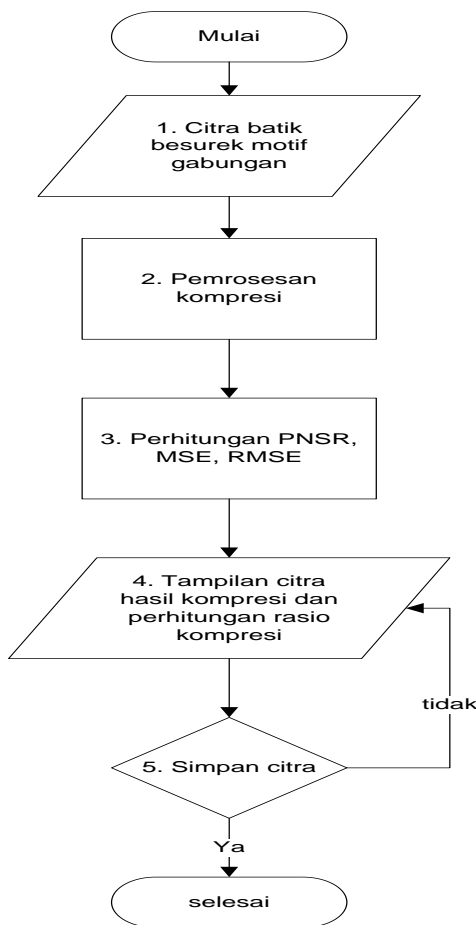 Mulai
1. Citra batik
besurek motif
gabungan
2. Pemrosesan
kompresi
3. Perhitungan PNSR,
MSE, RMSE
4. Tampilan citra
hasil kompresi dan
perhitungan rasio
kompresi
tidak
5. Simpan citra
Ya
selesai